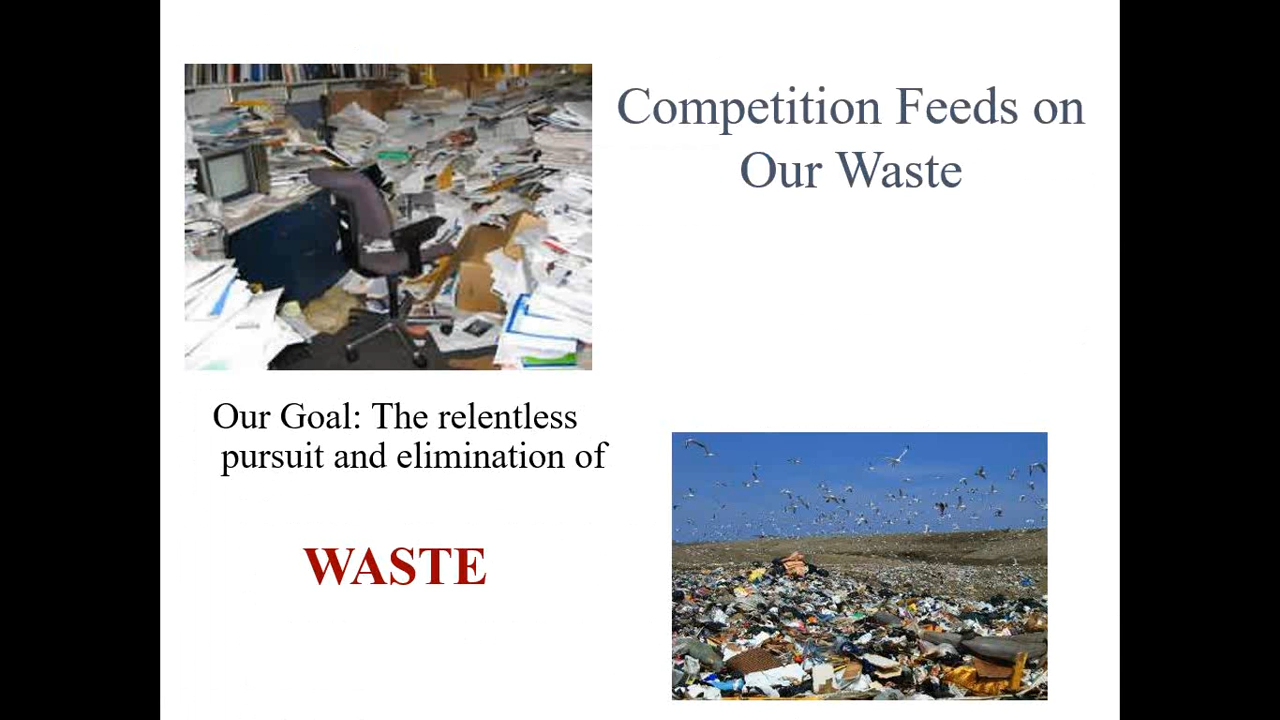 Competition Feeds on
Our Waste
Our Goal: The relentless
pursuit and elimination of
WASTE